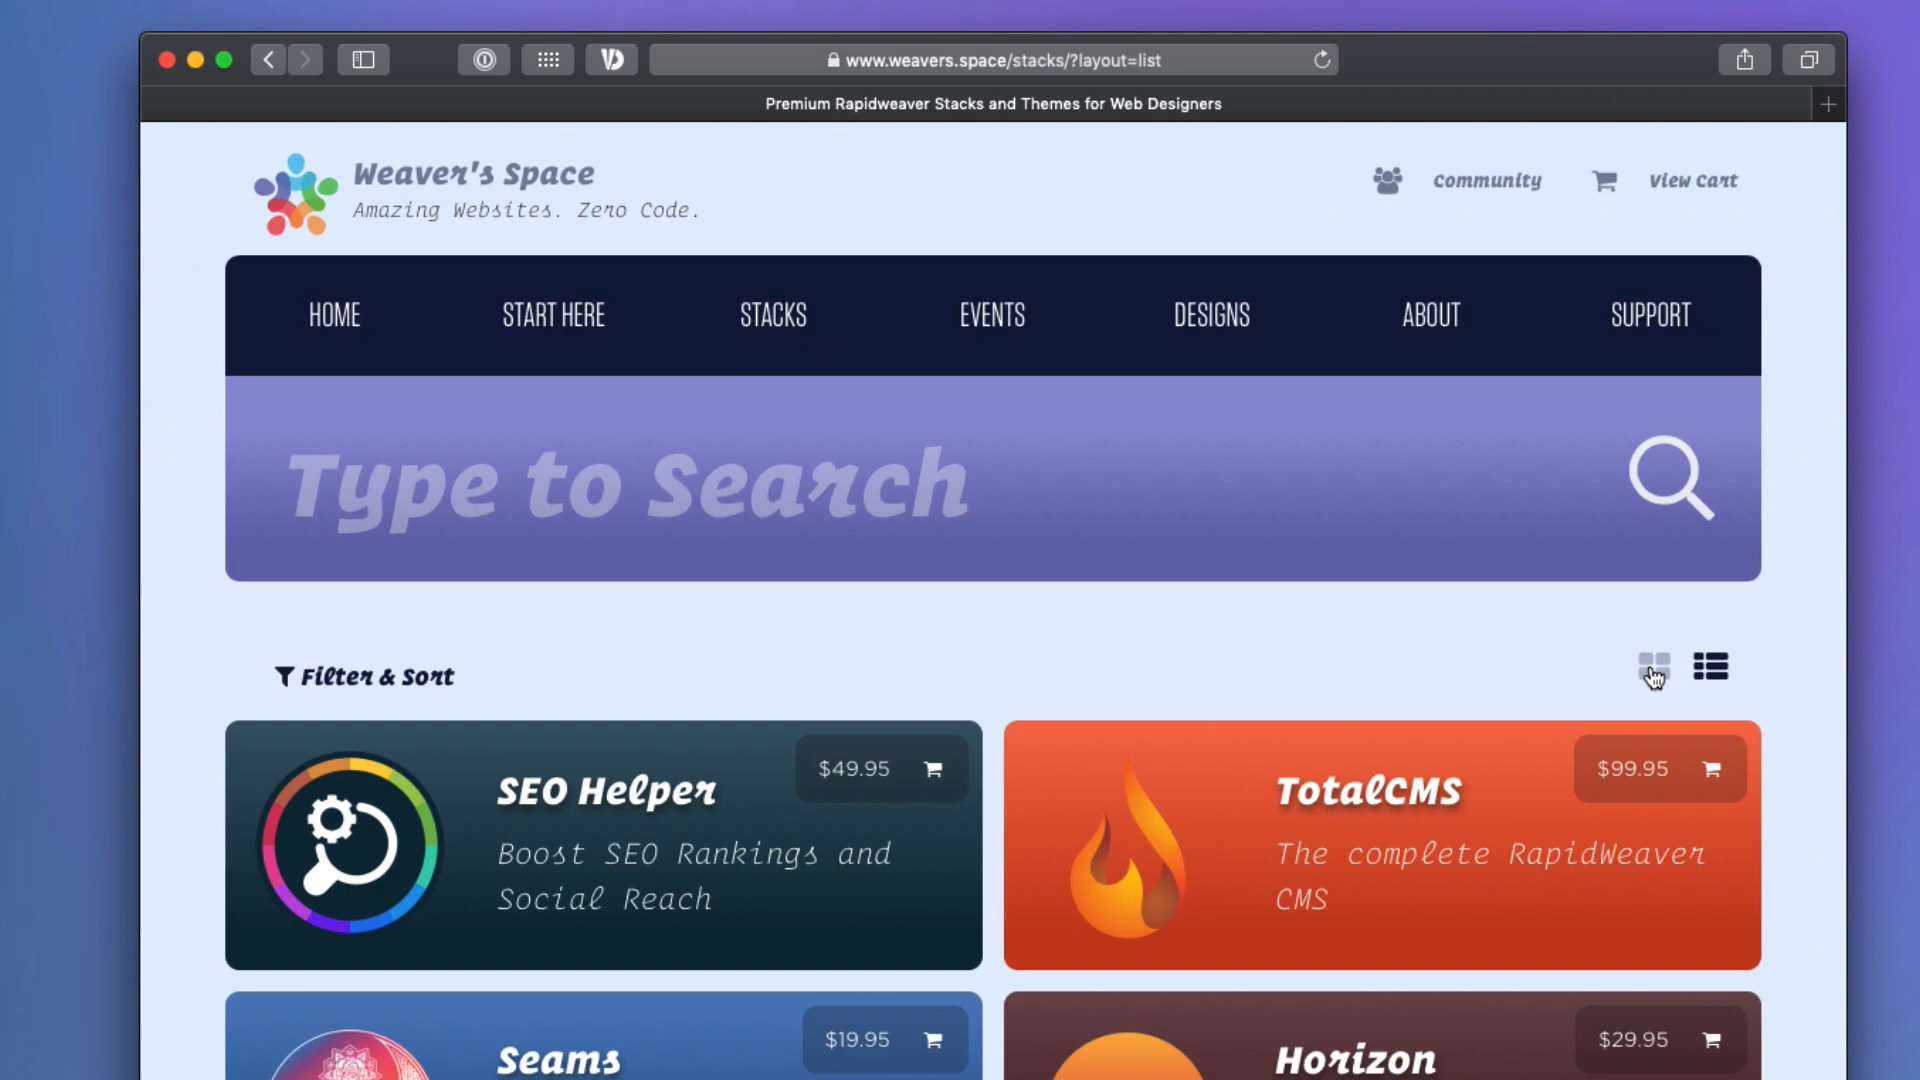 www.weavers.space/stacks/?layout=list
Premium Rapidweaver Stacks and Themes for Web Designers
Weaver's Space
Amazing Websites. Zero Code.
Community
View Cart
HOME
START HERE
STACKS
EVENTS
DESIGNS
ABOUT
SUPPORT
Type to Search
Filter & Sort
SEO Helper
$49.95
Boost SEO Rankings and
Social Reach
TotalCMS
$99.95
The complete RapidWeaver
CMS
Seams
$19.95
Horizon
$29.95